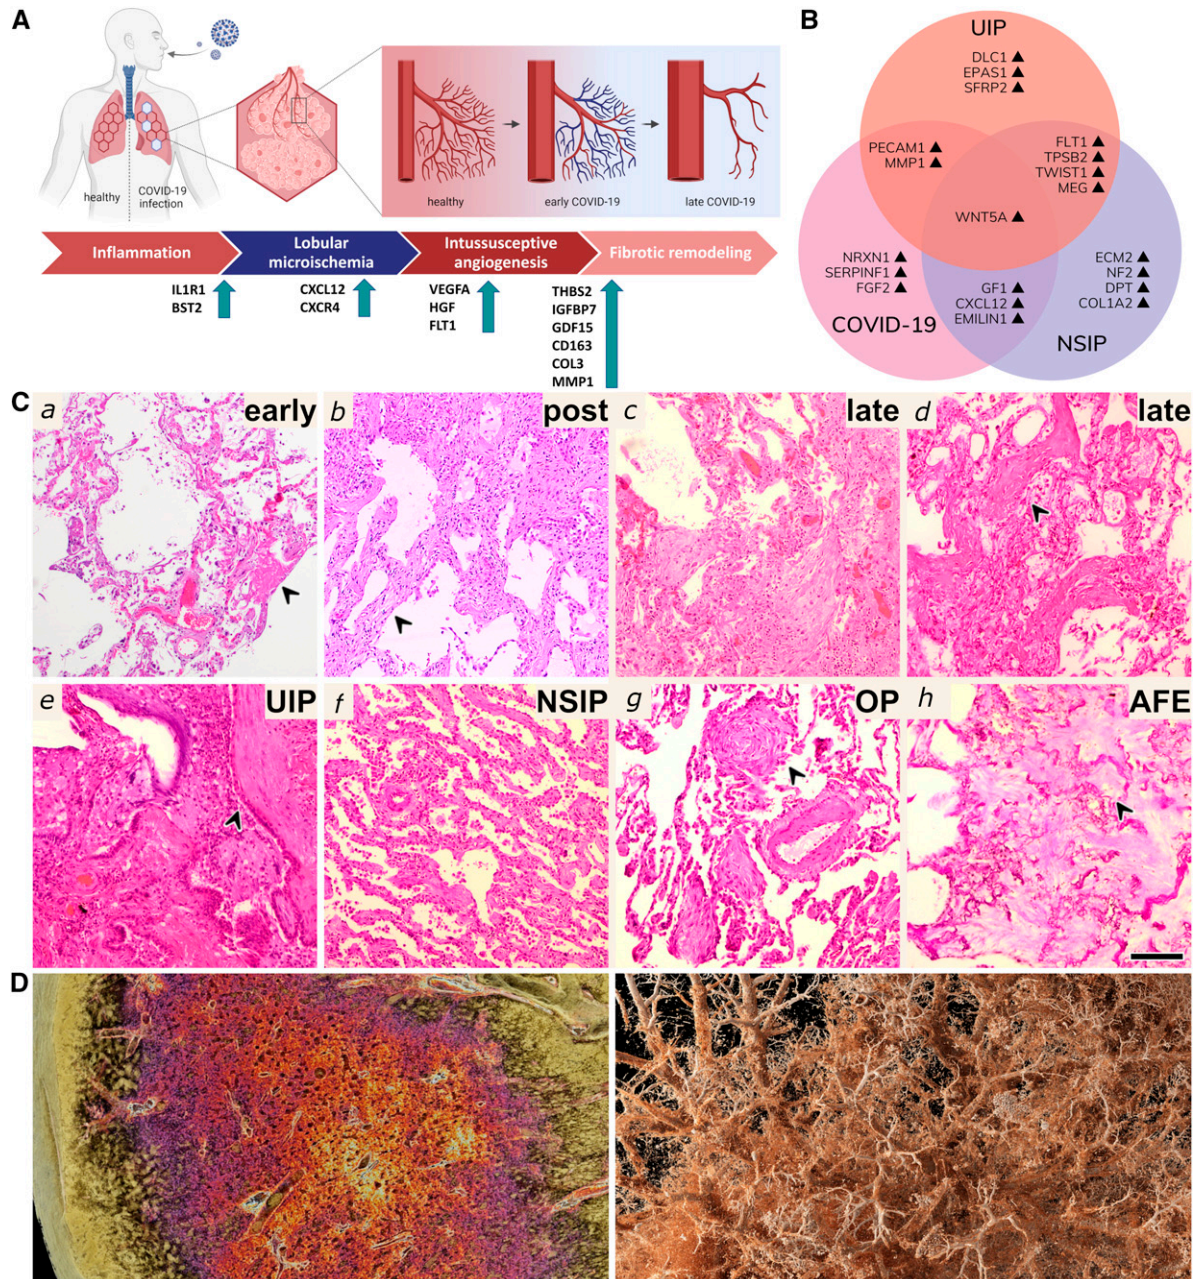 A
healthy
COVID-19
infection
healthy
early COVID-19
late COVID-19
Inflammation
Lobular
microischemia
Intussusceptive
angiogenesis
Fibrotic remodeling
IL1R1
BST2
CXCL12
CXCR4
VEGFA
HGF
FLT1
THBS2
IGFBP7
GDF15
CD163
COL3
MMP1
B
UIP
DLC1 ▲
EPAS1 ▲
SFRP2 ▲
PECAM1 ▲
MMP1 ▲
FLT1 ▲
TPSB2 ▲
TWIST1 ▲
MEG ▲
WNT5A ▲
NRXN1 ▲
SERPINF1 ▲
FGF2 ▲
GF1 ▲
CXCL12 ▲
EMILIN1 ▲
ECM2 ▲
NF2 ▲
DPT ▲
COL1A2 ▲
COVID-19
NSIP
C
a early
b post
c late
d late
e UIP
f NSIP
g OP
h AFE
D